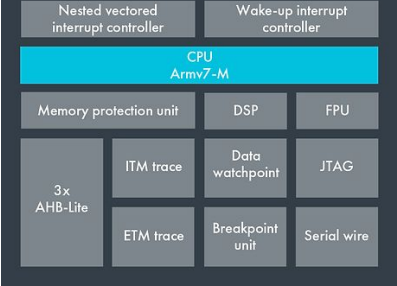 Nested vectored
interrupt controller
Wake-up interrupt
controller
CPU
Armv7-M
Memory protection unit
DSP
FPU
3x
AHB-Lite
ITM trace
Data
watchpoint
JTAG
ETM trace
Breakpoint
unit
Serial wire